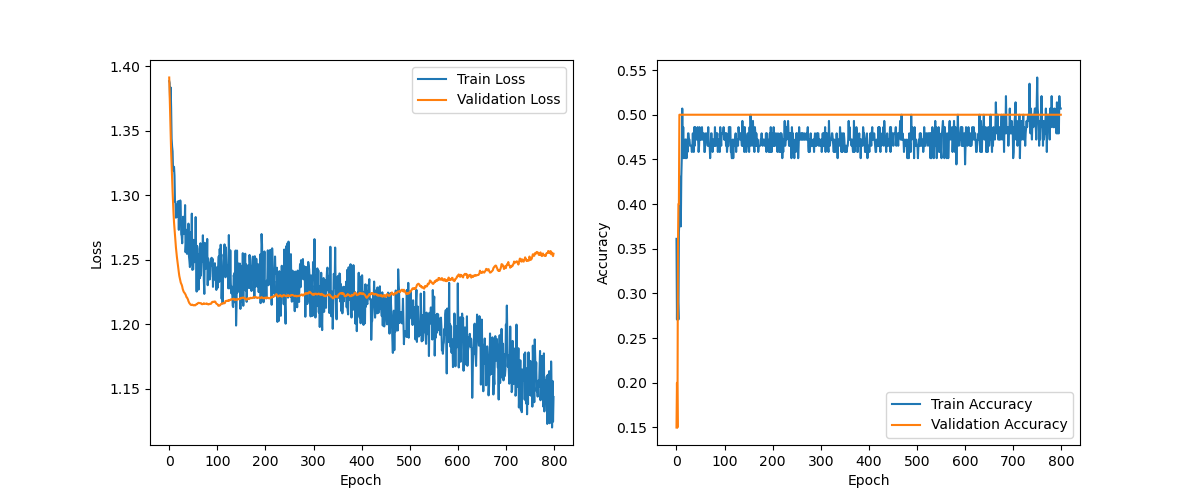 1.40
1.35
1.30
1.25
1.20
1.15
0 100 200 300 400 500 600 700 800
Loss
Epoch
Train Loss
Validation Loss
0.55
0.50
0.45
0.40
0.35
0.30
0.25
0.20
0.15
0 100 200 300 400 500 600 700 800
Accuracy
Epoch
Train Accuracy
Validation Accuracy